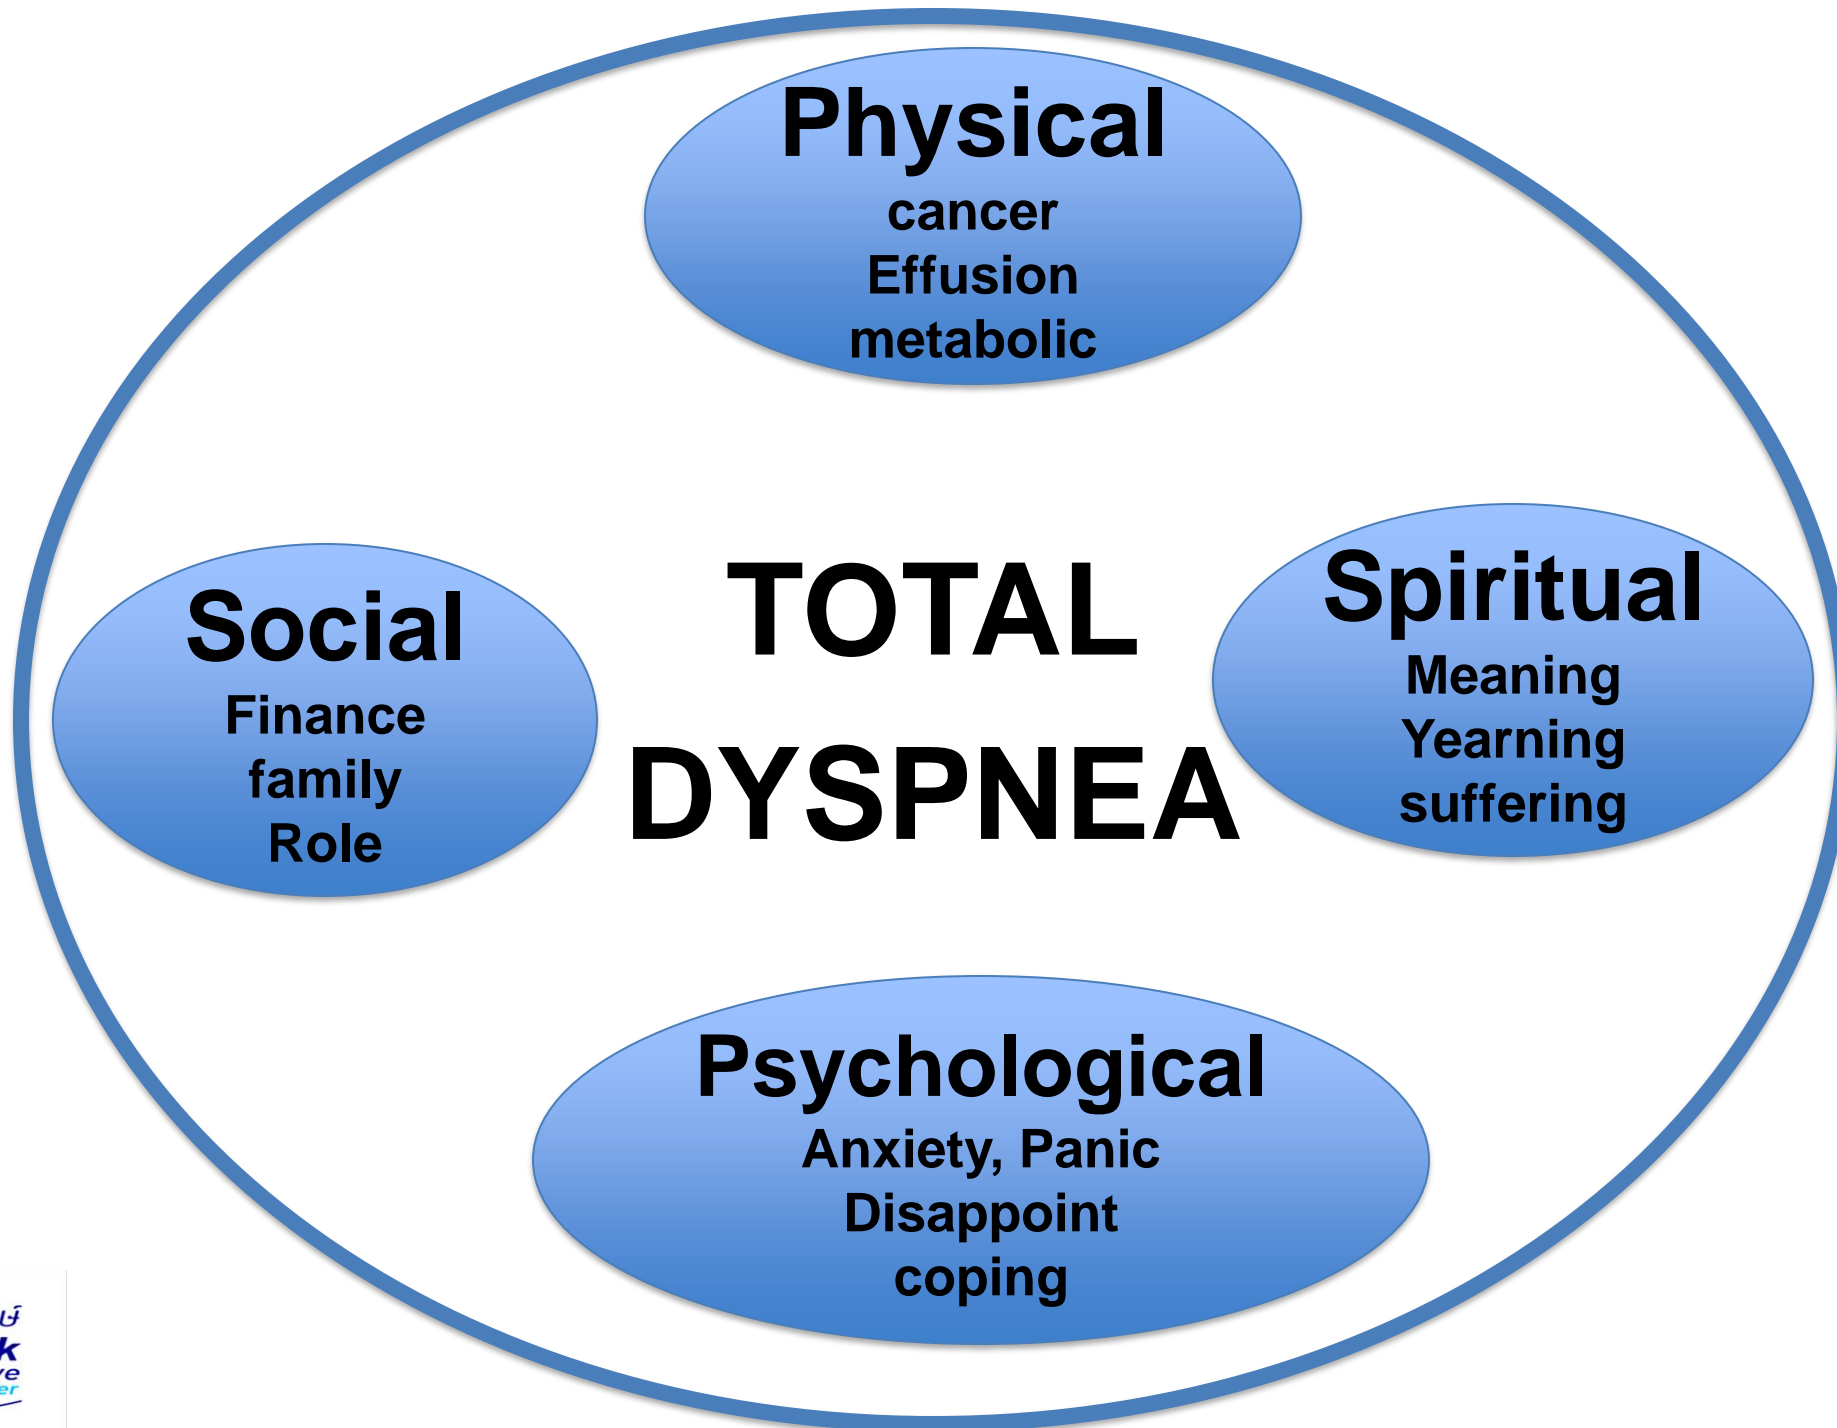 Physical
cancer
Effusion
metabolic
Social
Finance
family
Role
TOTAL
DYSPNEA
Spiritual
Meaning
Yearning
suffering
Psychological
Anxiety, Panic
Disappoint
coping